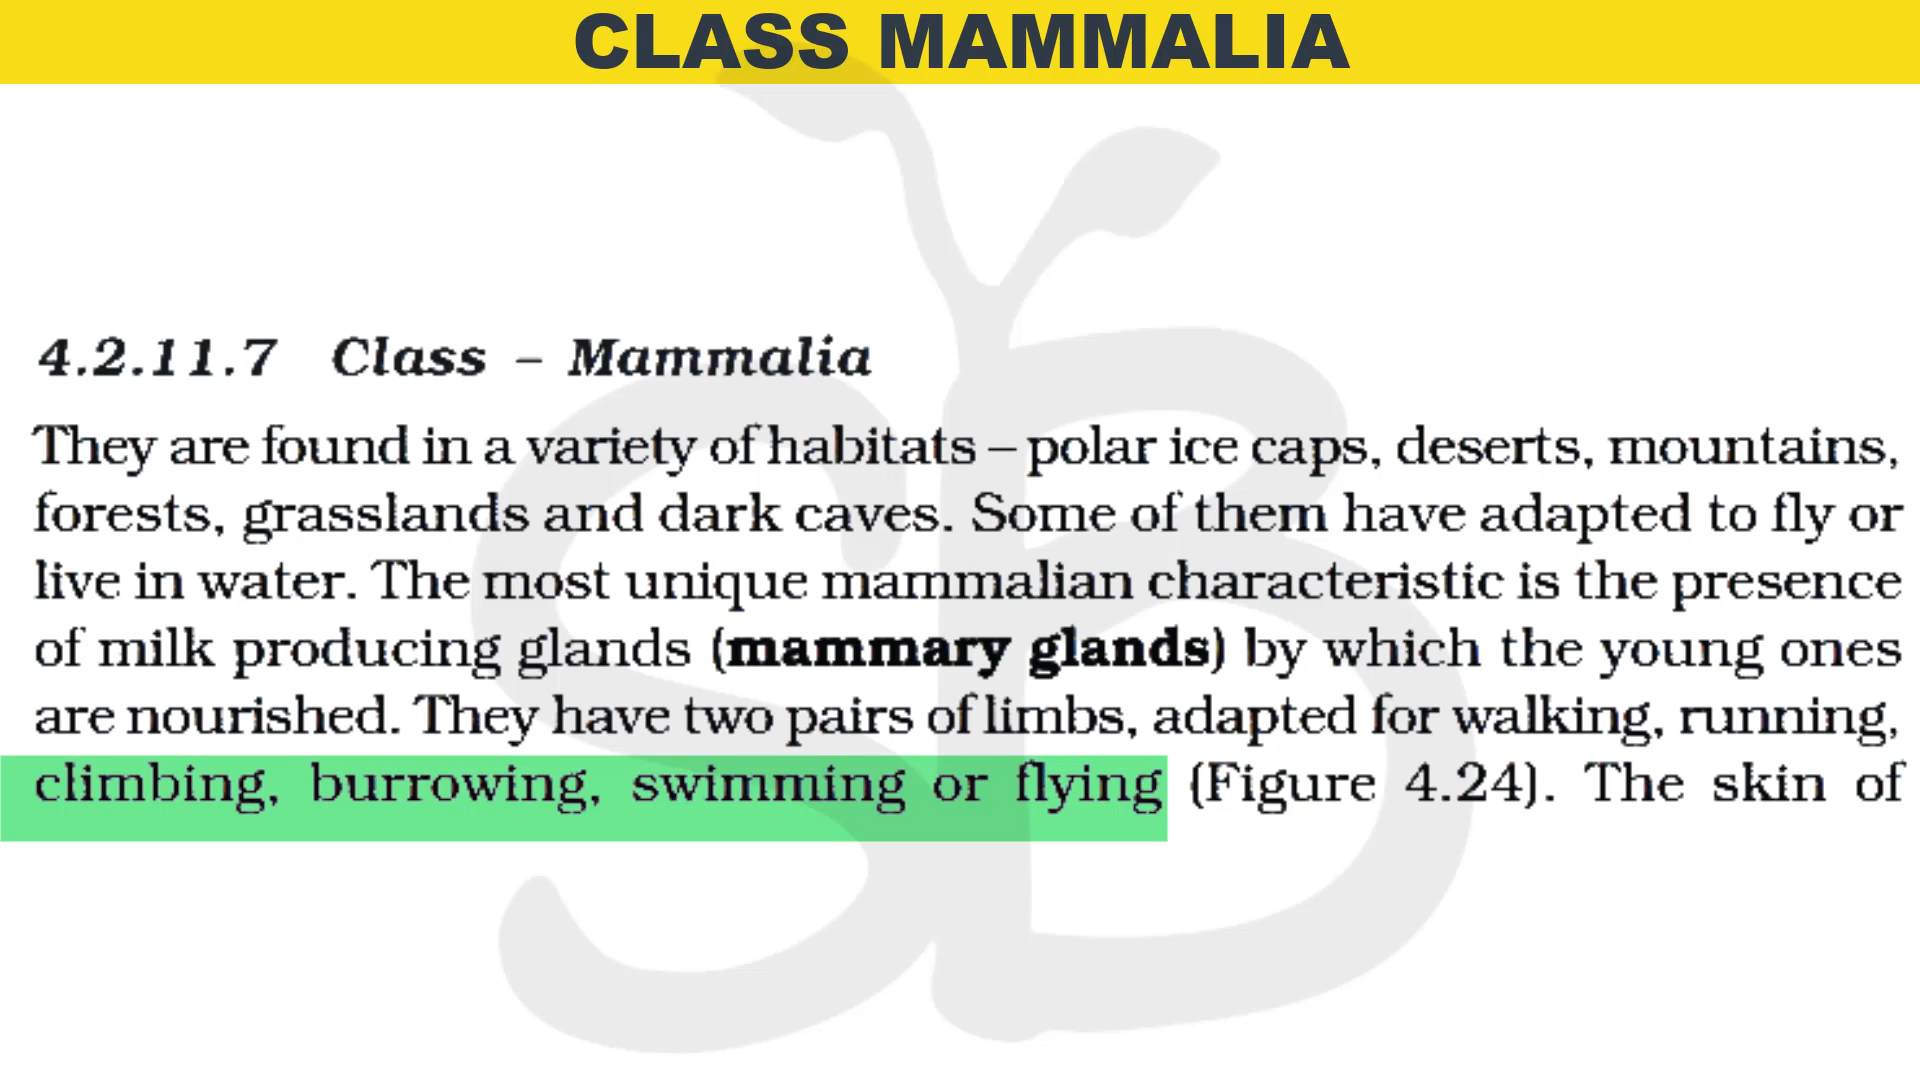 CLASS MAMMALIA
4.2.11.7 Class – Mammalia
They are found in a variety of habitats – polar ice caps, deserts, mountains,
forests, grasslands and dark caves. Some of them have adapted to fly or
live in water. The most unique mammalian characteristic is the presence
of milk producing glands (mammary glands) by which the young ones
are nourished. They have two pairs of limbs, adapted for walking, running,
climbing, burrowing, swimming or flying (Figure 4.24). The skin of
SB